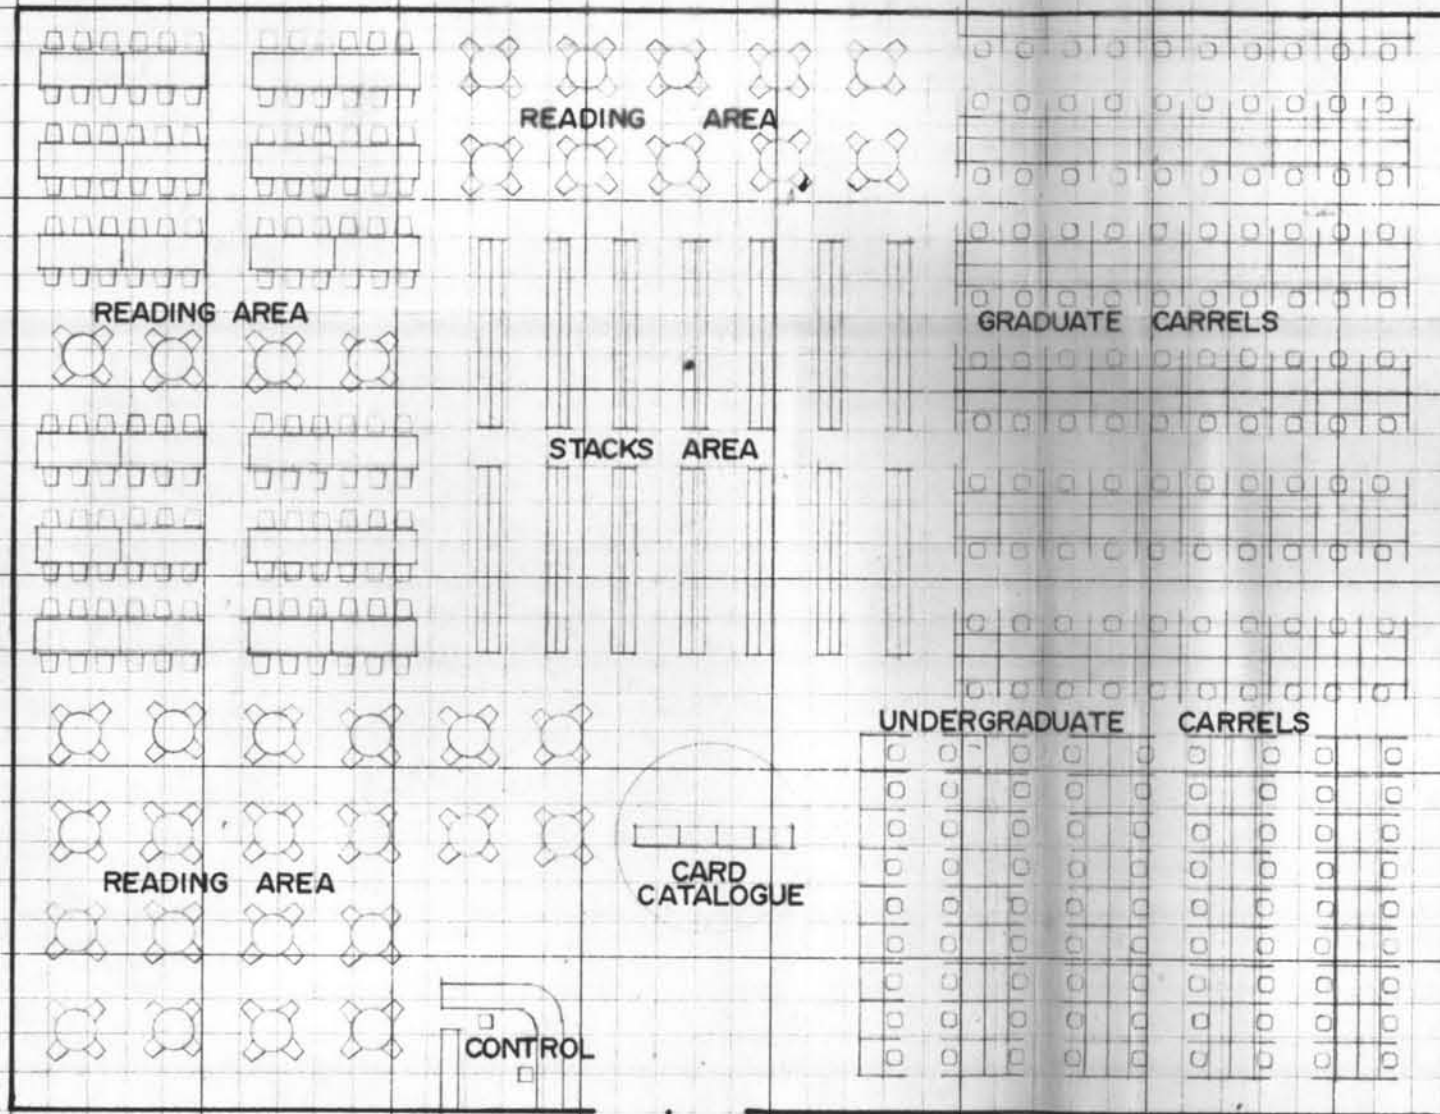 READING AREA
READING AREA
GRADUATE CARRELS
STACKS AREA
UNDERGRADUATE CARRELS
CARD
CATALOGUE
READING AREA
CONTROL